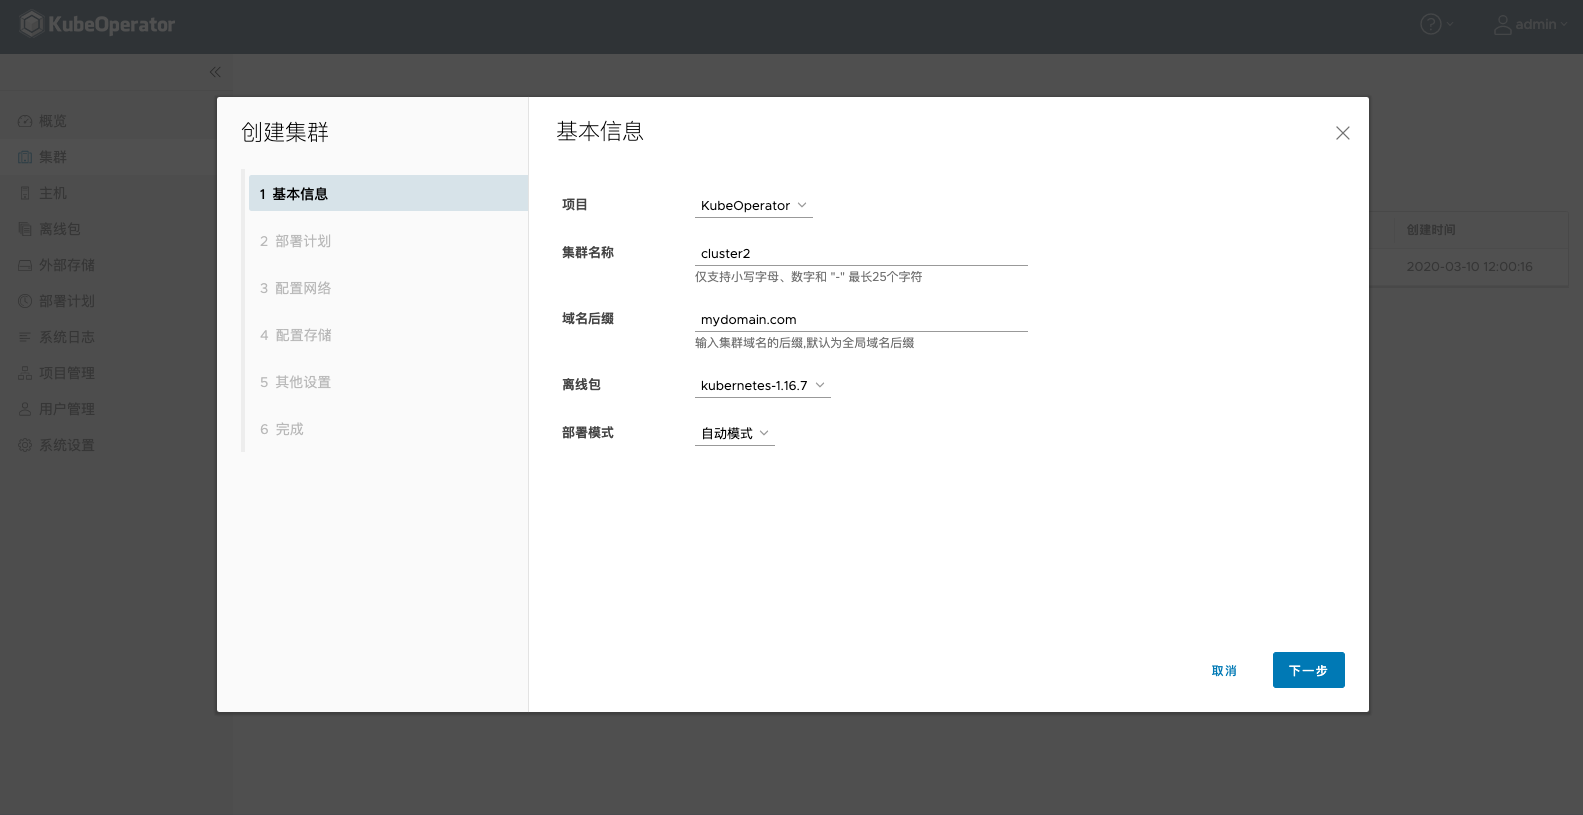 KubeOperator
admin
概览
集群
主机
离线包
外部存储
部署计划
系统日志
项目管理
用户管理
系统设置
创建时间
2020-03-10 12:00:16
创建集群
1 基本信息
2 部署计划
3 配置网络
4 配置存储
5 其他设置
6 完成
基本信息
项目 KubeOperator
集群名称 cluster2
仅支持小写字母、数字和 "-" 最长25个字符
域名后缀 mydomain.com
输入集群域名的后缀,默认为全局域名后缀
离线包 kubernetes-1.16.7
部署模式 自动模式
取消 下一步